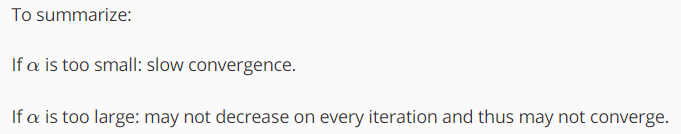 To summarize:
If α is too small: slow convergence.
If α is too large: may not decrease on every iteration and thus may not converge.